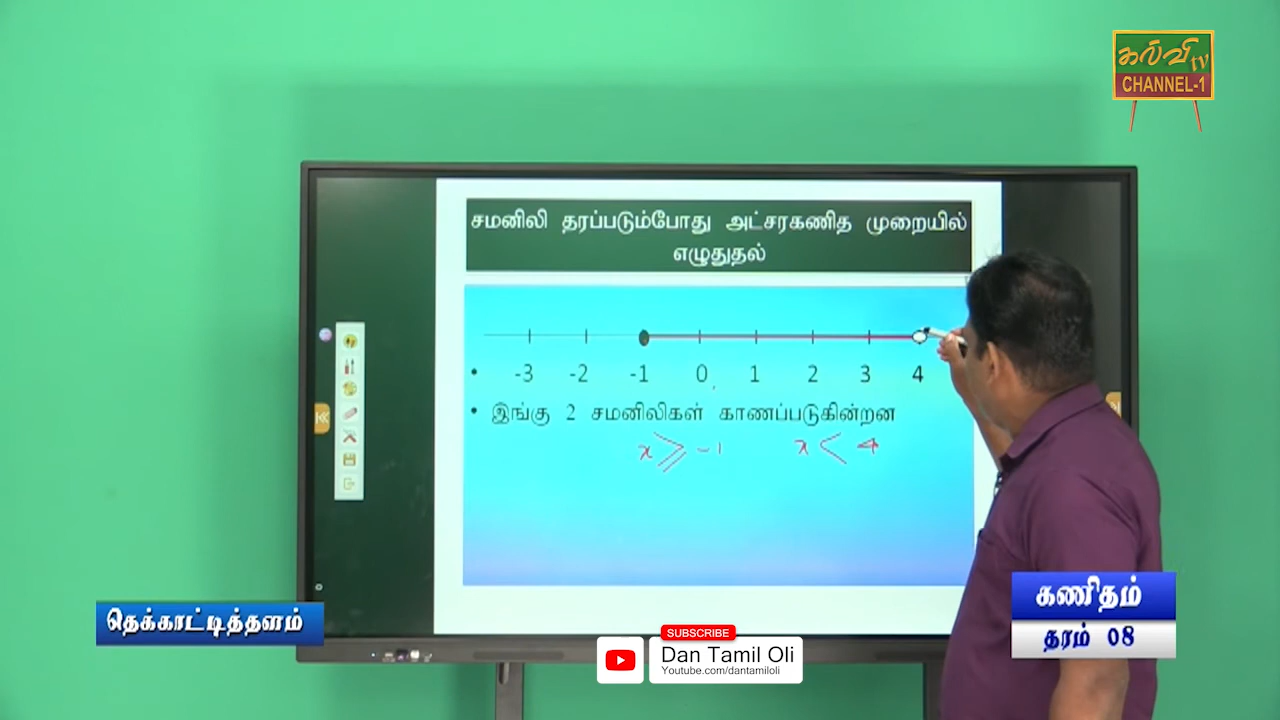 கல்வி tv
CHANNEL-1
சமனிலி தரப்படும்போது அட்சரகணித முறையில்
எழுதுதல்
• -3 -2 -1 0, 1 2 3 4
• இங்கு 2 சமனிலிகள் காணப்படுகின்றன
x ≥ -1 x < 4
கணிதம்
தரம் 08
தெக்காட்டித்தளம்
SUBSCRIBE
Dan Tamil Oli
Youtube.com/dantamiloli